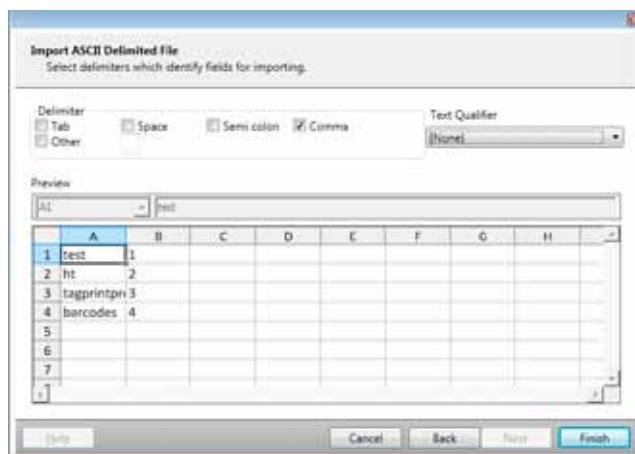 Import ASCII Delimited File
Select delimiters which identify fields for importing.
Delimiter
Tab Space Semi colon Comma
Other
Text Qualifier
{None}
Preview
A1 test
A B C D E F G H
1 test 1
2 ht 2
3 tagprintpr 3
4 barcodes 4
5
6
7
Help Cancel Back Next Finish